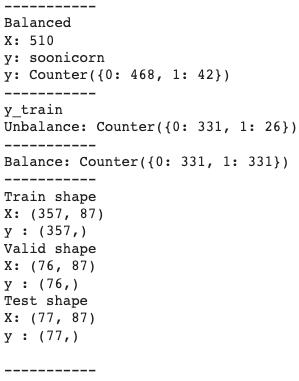 -----------
Balanced
X: 510
y: soonicorn
y: Counter({0: 468, 1: 42})
-----------
y_train
Unbalance: Counter({0: 331, 1: 26})
-----------
Balance: Counter({0: 331, 1: 331})
-----------
Train shape
X: (357, 87)
y : (357,)
Valid shape
X: (76, 87)
y : (76,)
Test shape
X: (77, 87)
y : (77,)
-----------